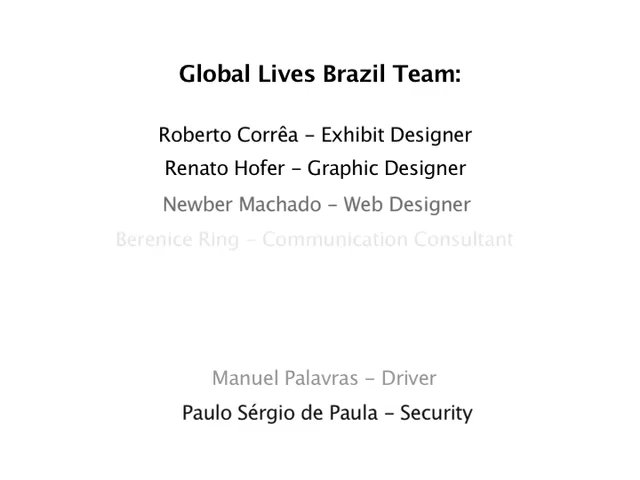 Global Lives Brazil Team:
Roberto Corrêa – Exhibit Designer
Renato Hofer – Graphic Designer
Newber Machado – Web Designer
Berenice Ring – Communication Consultant
Manuel Palavras – Driver
Paulo Sérgio de Paula – Security